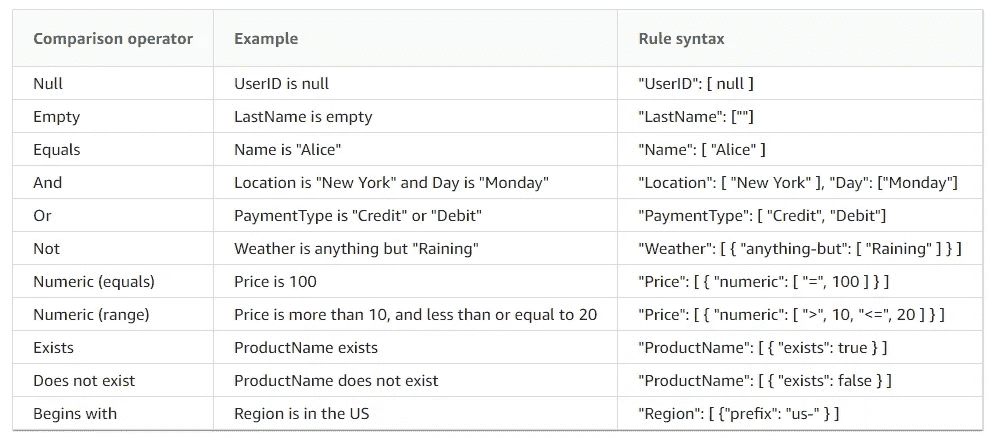 Comparison operator Example Rule syntax
Null UserID is null "UserID": [ null ]
Empty LastName is empty "LastName": [""]
Equals Name is "Alice" "Name": [ "Alice" ]
And Location is "New York" and Day is "Monday" "Location": [ "New York" ], "Day": ["Monday"]
Or PaymentType is "Credit" or "Debit" "PaymentType": [ "Credit", "Debit"]
Not Weather is anything but "Raining" "Weather": [ { "anything-but": [ "Raining" ] } ]
Numeric (equals) Price is 100 "Price": [ { "numeric": [ "=", 100 ] } ]
Numeric (range) Price is more than 10, and less than or equal to 20 "Price": [ { "numeric": [ ">", 10, "<=", 20 ] } ]
Exists ProductName exists "ProductName": [ { "exists": true } ]
Does not exist ProductName does not exist "ProductName": [ { "exists": false } ]
Begins with Region is in the US "Region": [ {"prefix": "us-" } ]